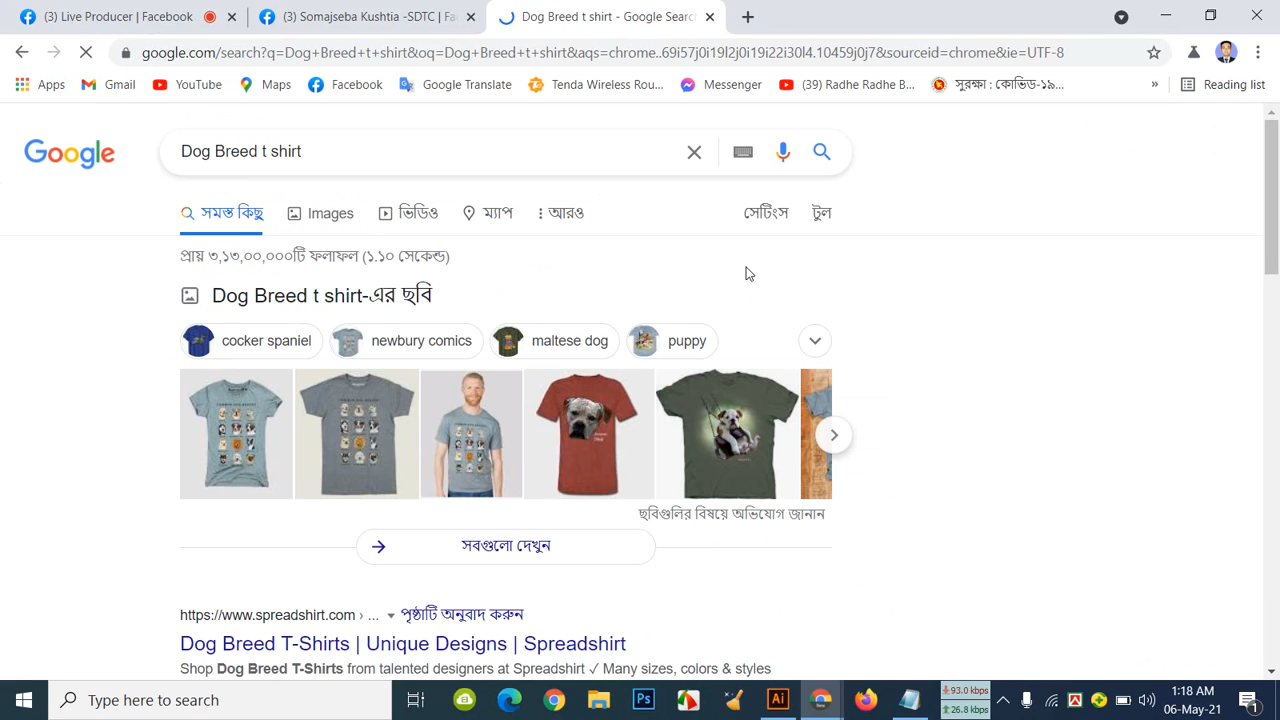 (3) Live Producer | Facebook
(3) Somajseba Kushtia -SDTC | Fa
Dog Breed t shirt - Google Searc
google.com/search?q=Dog+Breed+t+shirt&oq=Dog+Breed+t+shirt&aqs=chrome..69i57j0i19l2j0i19i22i30l4.10459j0j7&sourceid=chrome&ie=UTF-8
Apps Gmail YouTube Maps Facebook Google Translate Tenda Wireless Rou... Messenger (39) Radhe Radhe B... সুরক্ষা : কোভিড-১৯... » Reading list
Google Dog Breed t shirt
সমস্ত কিছু Images ভিডিও ম্যাপ আরও সেটিংস টুল
প্রায় ৩,১৩,০০,০০০টি ফলাফল (১.১০ সেকেন্ড)
Dog Breed t shirt-এর ছবি
cocker spaniel newbury comics maltese dog puppy
ছবিগুলির বিষয়ে অভিযোগ জানান
সবগুলো দেখুন
https://www.spreadshirt.com › ... পৃষ্ঠাটি অনুবাদ করুন
Dog Breed T-Shirts | Unique Designs | Spreadshirt
Shop Dog Breed T-Shirts from talented designers at Spreadshirt ✓ Many sizes, colors & styles
Type here to search
Ps
Ai
93.0 kbps
26.8 kbps
1:18 AM
06-May-21
1